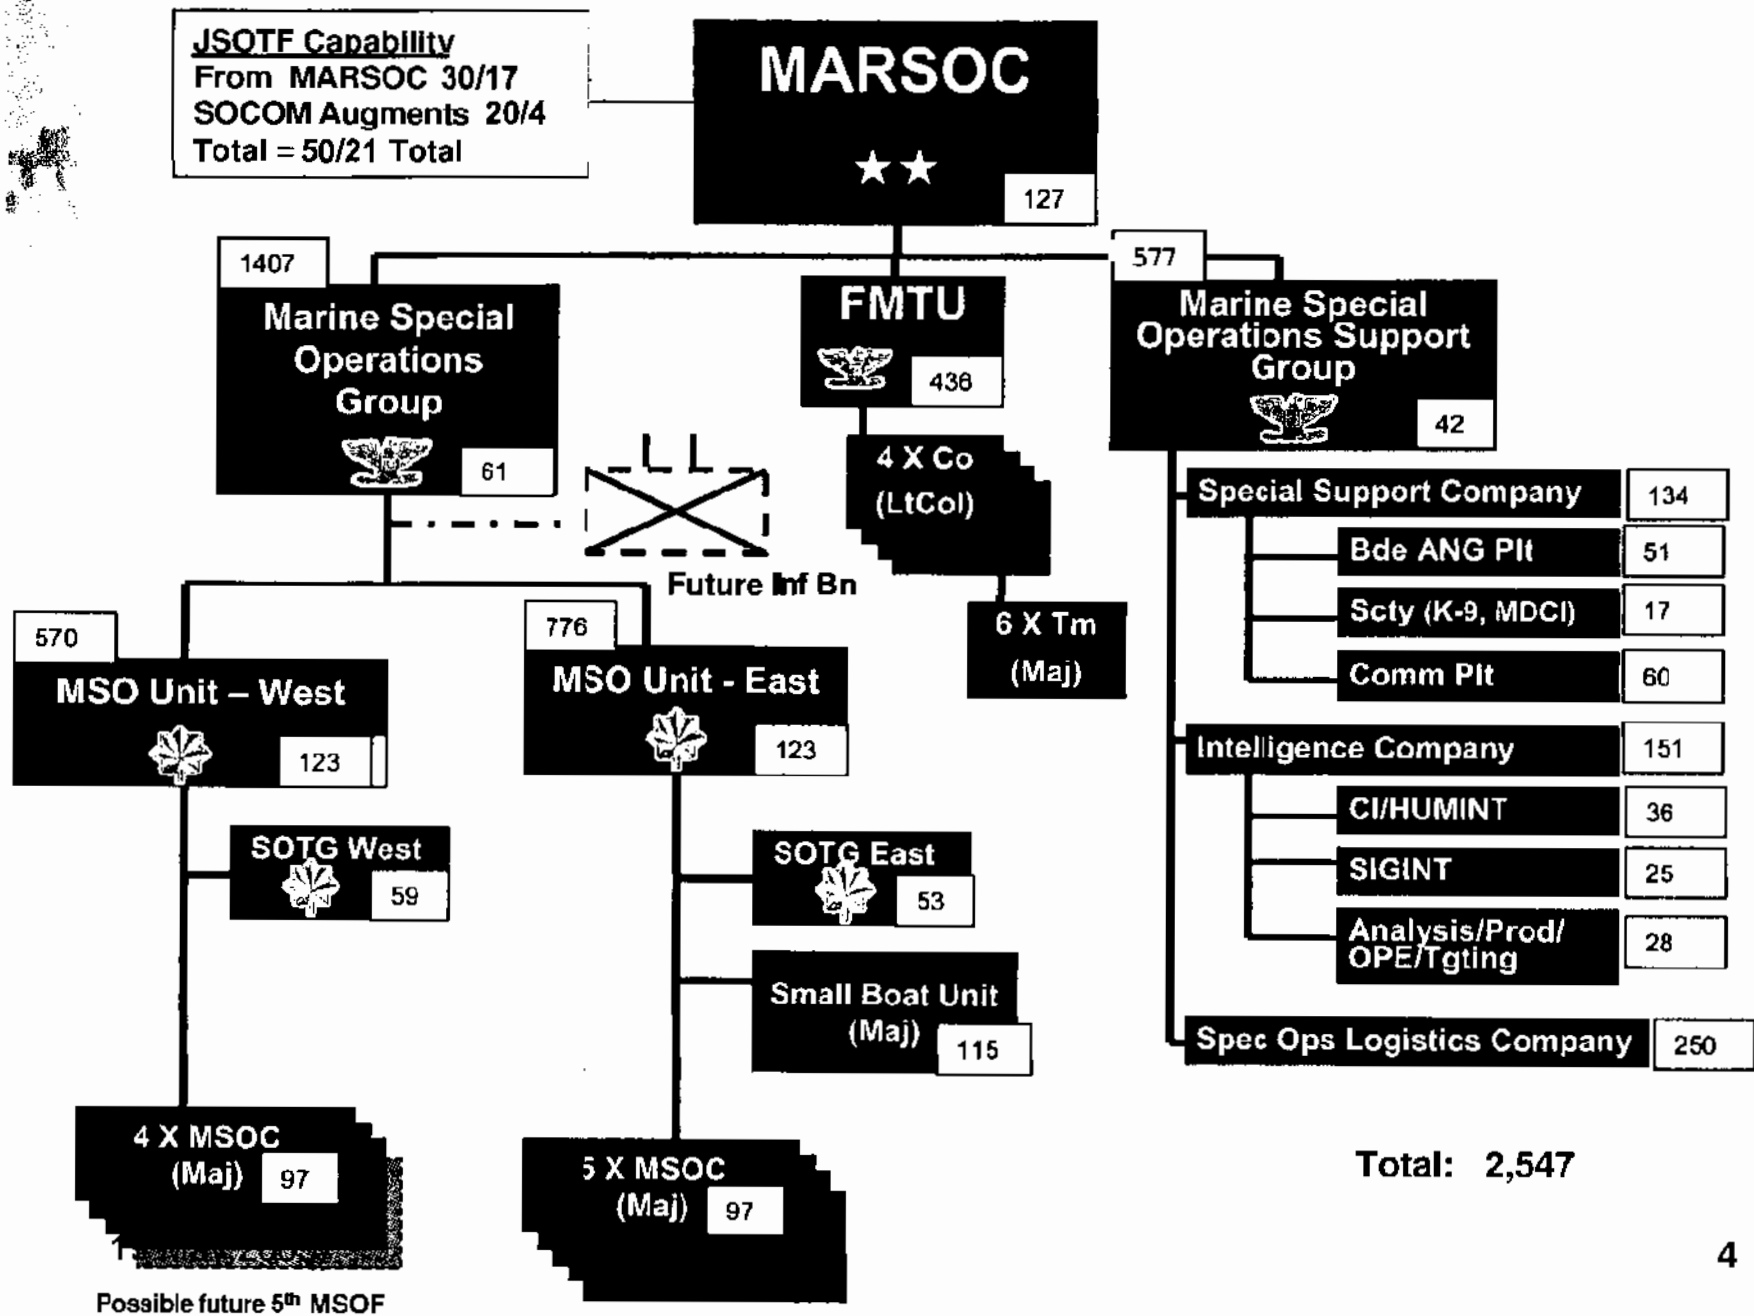 JSOTF Capability
From MARSOC 30/17
SOCOM Augments 20/4
Total = 50/21 Total
MARSOC
127
1407
Marine Special
Operations
Group
61
FMTU
436
577
Marine Special
Operations Support
Group
42
4 X Co
(LtCol)
6 X Tm
(Maj)
Future Inf Bn
570
MSO Unit – West
123
776
MSO Unit - East
123
SOTG West
59
SOTG East
53
Small Boat Unit
(Maj)
115
4 X MSOC
(Maj)
97
5 X MSOC
(Maj)
97
Possible future 5th MSOF
Special Support Company
134
Bde ANG Plt
51
Scty (K-9, MDCI)
17
Comm Plt
60
Intelligence Company
151
CI/HUMINT
36
SIGINT
25
Analysis/Prod/
OPE/Tgting
28
Spec Ops Logistics Company
250
Total: 2,547
4